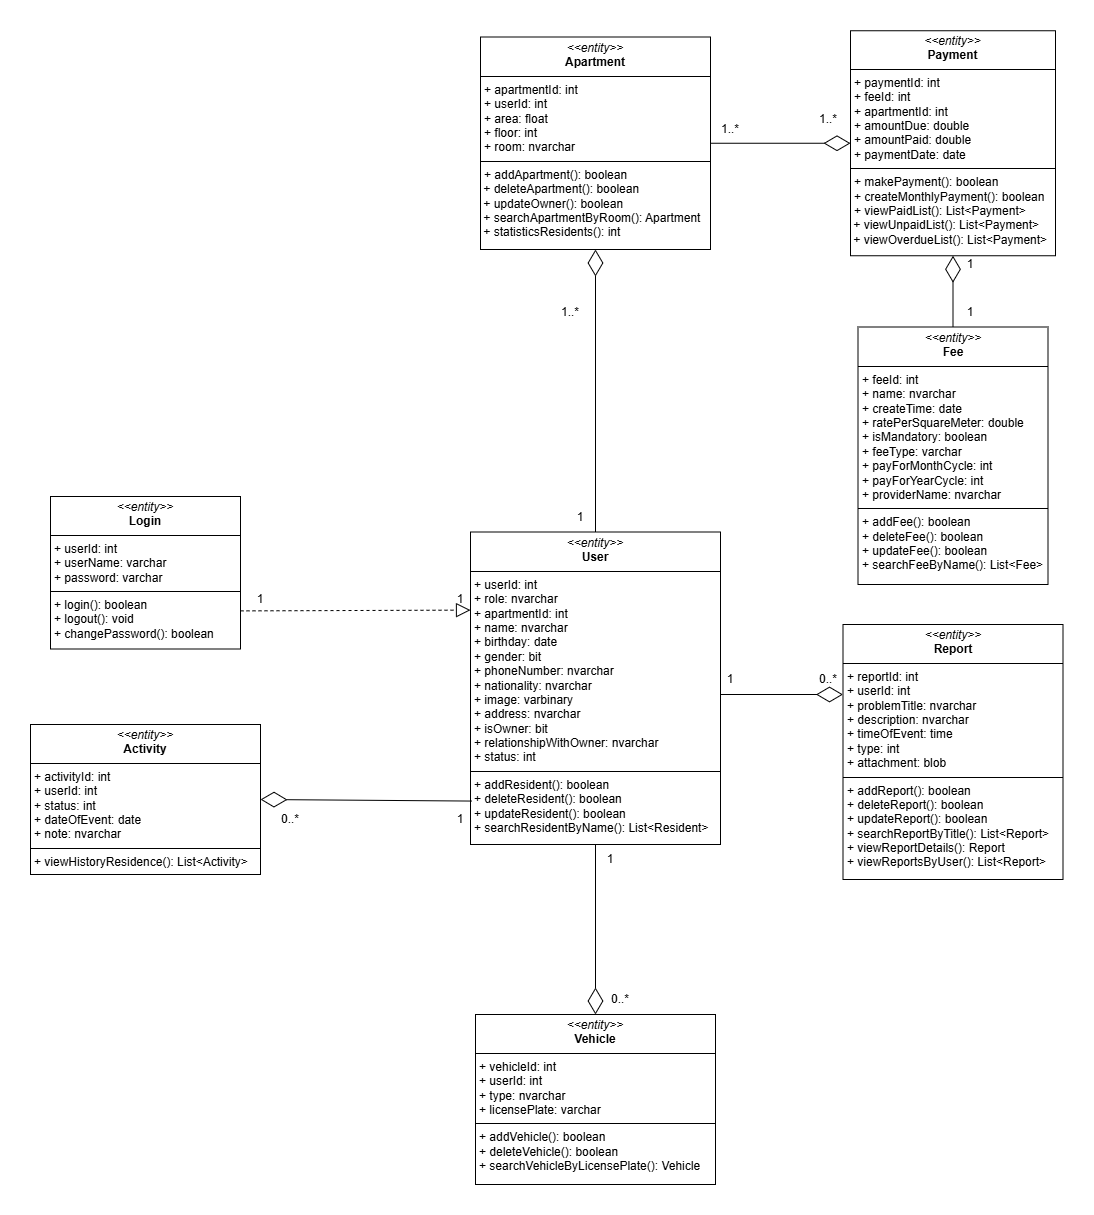 <<entity>>
Apartment
+ apartmentId: int
+ userId: int
+ area: float
+ floor: int
+ room: nvarchar
+ addApartment(): boolean
+ deleteApartment(): boolean
+ updateOwner(): boolean
+ searchApartmentByRoom(): Apartment
+ statisticsResidents(): int
1..*
1..*
<<entity>>
Payment
+ paymentId: int
+ feeId: int
+ apartmentId: int
+ amountDue: double
+ amountPaid: double
+ paymentDate: date
+ makePayment(): boolean
+ createMonthlyPayment(): boolean
+ viewPaidList(): List<Payment>
+ viewUnpaidList(): List<Payment>
+ viewOverdueList(): List<Payment>
1
1
1..*
1
<<entity>>
Fee
+ feeId: int
+ name: nvarchar
+ createTime: date
+ ratePerSquareMeter: double
+ isMandatory: boolean
+ feeType: varchar
+ payForMonthCycle: int
+ payForYearCycle: int
+ providerName: nvarchar
+ addFee(): boolean
+ deleteFee(): boolean
+ updateFee(): boolean
+ searchFeeByName(): List<Fee>
<<entity>>
Login
+ userId: int
+ userName: varchar
+ password: varchar
+ login(): boolean
+ logout(): void
+ changePassword(): boolean
1
1
<<entity>>
User
+ userId: int
+ role: nvarchar
+ apartmentId: int
+ name: nvarchar
+ birthday: date
+ gender: bit
+ phoneNumber: nvarchar
+ nationality: nvarchar
+ image: varbinary
+ address: nvarchar
+ isOwner: bit
+ relationshipWithOwner: nvarchar
+ status: int
+ addResident(): boolean
+ deleteResident(): boolean
+ updateResident(): boolean
+ searchResidentByName(): List<Resident>
1
0..*
<<entity>>
Report
+ reportId: int
+ userId: int
+ problemTitle: nvarchar
+ description: nvarchar
+ timeOfEvent: time
+ type: int
+ attachment: blob
+ addReport(): boolean
+ deleteReport(): boolean
+ updateReport(): boolean
+ searchReportByTitle(): List<Report>
+ viewReportDetails(): Report
+ viewReportsByUser(): List<Report>
<<entity>>
Activity
+ activityId: int
+ userId: int
+ status: int
+ dateOfEvent: date
+ note: nvarchar
+ viewHistoryResidence(): List<Activity>
0..*
1
1
0..*
<<entity>>
Vehicle
+ vehicleId: int
+ userId: int
+ type: nvarchar
+ licensePlate: varchar
+ addVehicle(): boolean
+ deleteVehicle(): boolean
+ searchVehicleByLicensePlate(): Vehicle